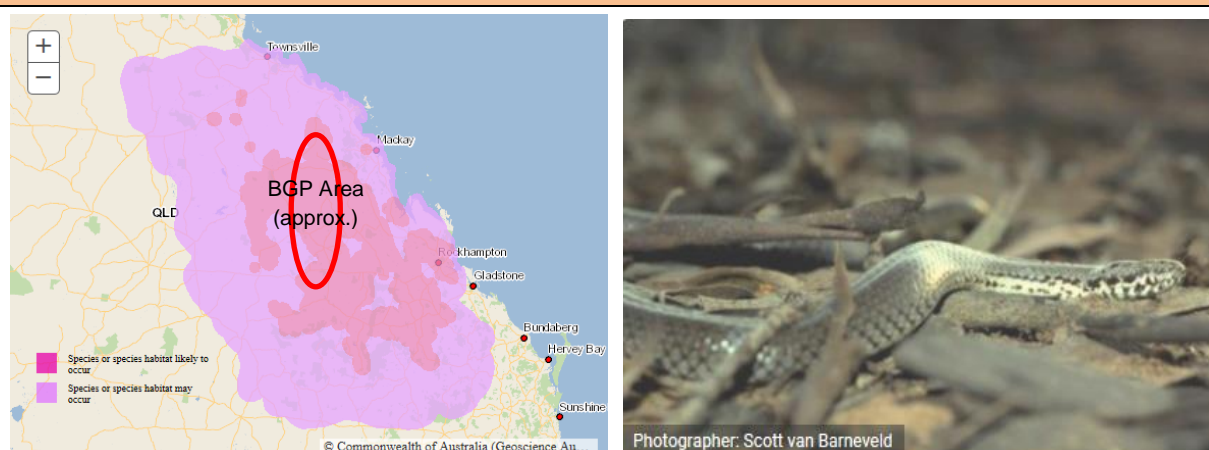 +
−
Townsville
Mackay
BGP Area
(approx.)
QLD
Rockhampton
Gladstone
Bundaberg
Hervey Bay
Species or species habitat likely to
occur
Species or species habitat may
occur
Sunshine
© Commonwealth of Australia (Geoscience Au...
Photographer: Scott van Barneveld